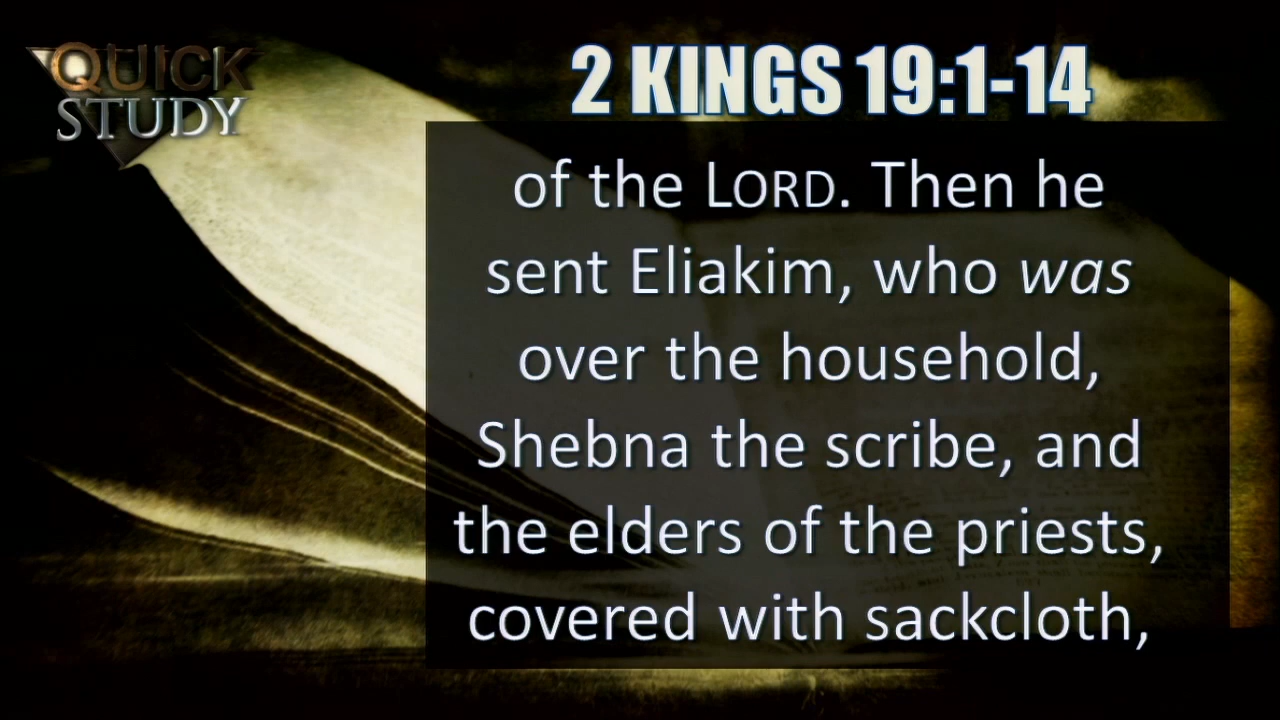 QUICK
STUDY
2 KINGS 19:1-14
of the LORD. Then he
sent Eliakim, who was
over the household,
Shebna the scribe, and
the elders of the priests,
covered with sackcloth,